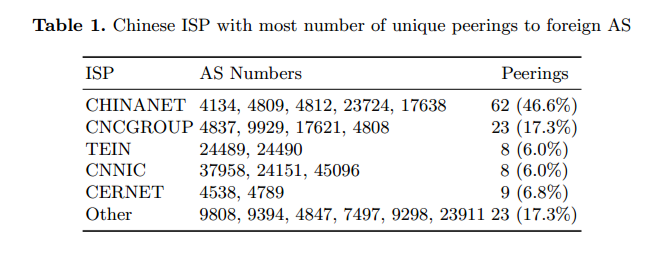 Table 1. Chinese ISP with most number of unique peerings to foreign AS
ISP AS Numbers Peerings
CHINANET 4134, 4809, 4812, 23724, 17638 62 (46.6%)
CNCGROUP 4837, 9929, 17621, 4808 23 (17.3%)
TEIN 24489, 24490 8 (6.0%)
CNNIC 37958, 24151, 45096 8 (6.0%)
CERNET 4538, 4789 9 (6.8%)
Other 9808, 9394, 4847, 7497, 9298, 23911 23 (17.3%)